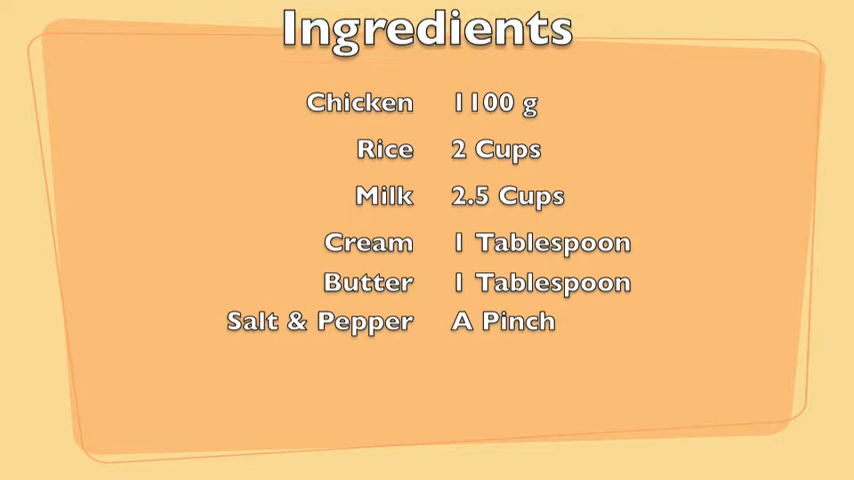 Ingredients
Chicken 1100 g
Rice 2 Cups
Milk 2.5 Cups
Cream 1 Tablespoon
Butter 1 Tablespoon
Salt & Pepper A Pinch